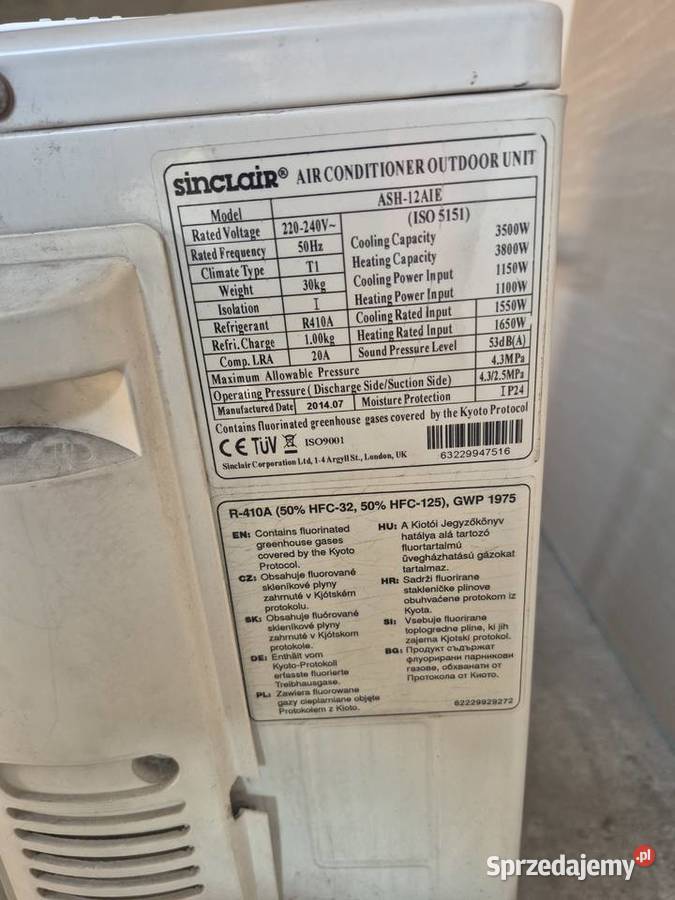 sinclair® AIR CONDITIONER OUTDOOR UNIT
Model ASH-12AIE
Rated Voltage 220-240V~ (ISO 5151)
Rated Frequency 50Hz Cooling Capacity 3500W
Climate Type T1 Heating Capacity 3800W
Weight 30kg Cooling Power Input 1150W
Isolation I Heating Power Input 1100W
Refrigerant R410A Cooling Rated Input 1550W
Refri. Charge 1.00kg Heating Rated Input 1650W
Comp. LRA 20A Sound Pressure Level 53dB(A)
Maximum Allowable Pressure 4.3MPa
Operating Pressure (Discharge Side/Suction Side) 4.3/2.5MPa
Manufactured Date 2014.07 Moisture Protection IP24
Contains fluorinated greenhouse gases covered by the Kyoto Protocol
CE TÜV ISO9001
Sinclair Corporation Ltd, 1-4 Argyll St., London, UK
63229947516
R-410A (50% HFC-32, 50% HFC-125), GWP 1975
EN: Contains fluorinated
greenhouse gases
covered by the Kyoto
Protocol.
CZ: Obsahuje fluorované
skleníkové plyny
zahrnuté v Kjótském
protokolu.
SK: Obsahuje fluórované
skleníkové plyny
zahrnuté v Kjótskom
protokole.
DE: Enthält vom
Kyoto-Protokoll
erfasste fluorierte
Treibhausgase.
PL: Zawiera fluorowane
gazy cieplarniane objęte
Protokołem z Kioto.
HU: A Kiotói Jegyzőkönyv
hatálya alá tartozó
fluortartalmú
üvegházhatású gázokat
tartalmaz.
HR: Sadrži fluorirane
stakleničke plinove
obuhvaćene protokom iz
Kyota.
SI: Vsebuje fluorirane
toplogredne pline, ki jih
zajema Kjotski protokol.
BG: Продукт съдържат
флуорирани парникови
газове, обхванати от
Протокола от Киото.
62229929272
Sprzedajemy.pl